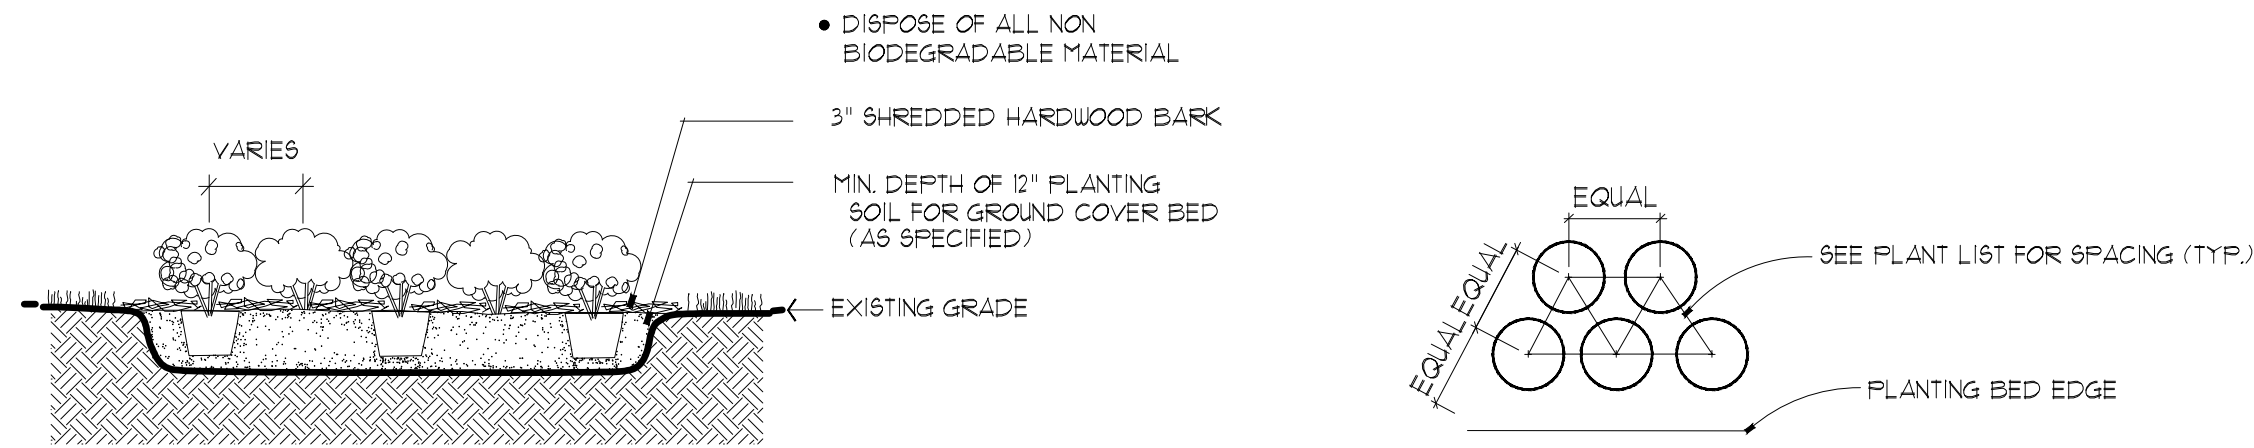 ● DISPOSE OF ALL NON
BIODEGRADABLE MATERIAL
3" SHREDDED HARDWOOD BARK
VARIES
MIN. DEPTH OF 12" PLANTING
SOIL FOR GROUND COVER BED
(AS SPECIFIED)
EXISTING GRADE
EQUAL
EQUAL
EQUAL
SEE PLANT LIST FOR SPACING (TYP.)
PLANTING BED EDGE